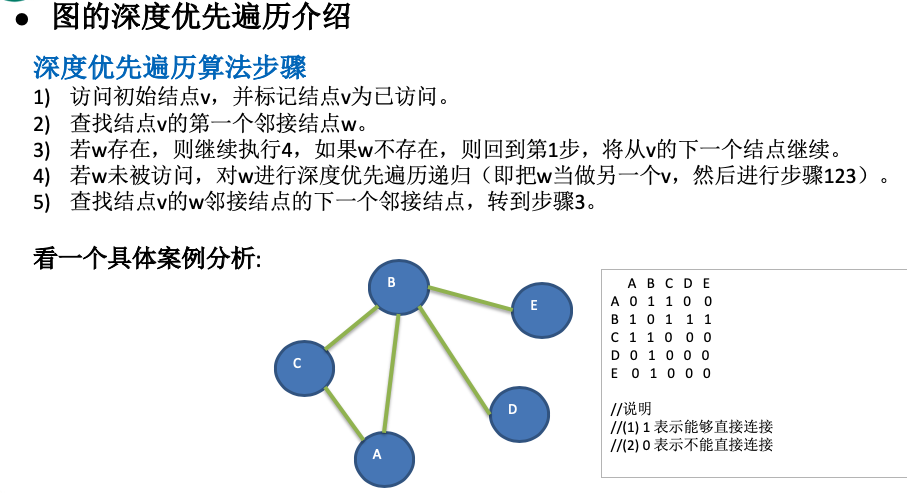 ● 图的深度优先遍历介绍
深度优先遍历算法步骤
1) 访问初始结点v，并标记结点v为已访问。
2) 查找结点v的第一个邻接结点w。
3) 若w存在，则继续执行4，如果w不存在，则回到第1步，将从v的下一个结点继续。
4) 若w未被访问，对w进行深度优先遍历递归（即把w当做另一个v，然后进行步骤123）。
5) 查找结点v的w邻接结点的下一个邻接结点，转到步骤3。
看一个具体案例分析:
B
E
C
D
A
A B C D E
A 0 1 1 0 0
B 1 0 1 1 1
C 1 1 0 0 0
D 0 1 0 0 0
E 0 1 0 0 0
//说明
//(1) 1 表示能够直接连接
//(2) 0 表示不能直接连接